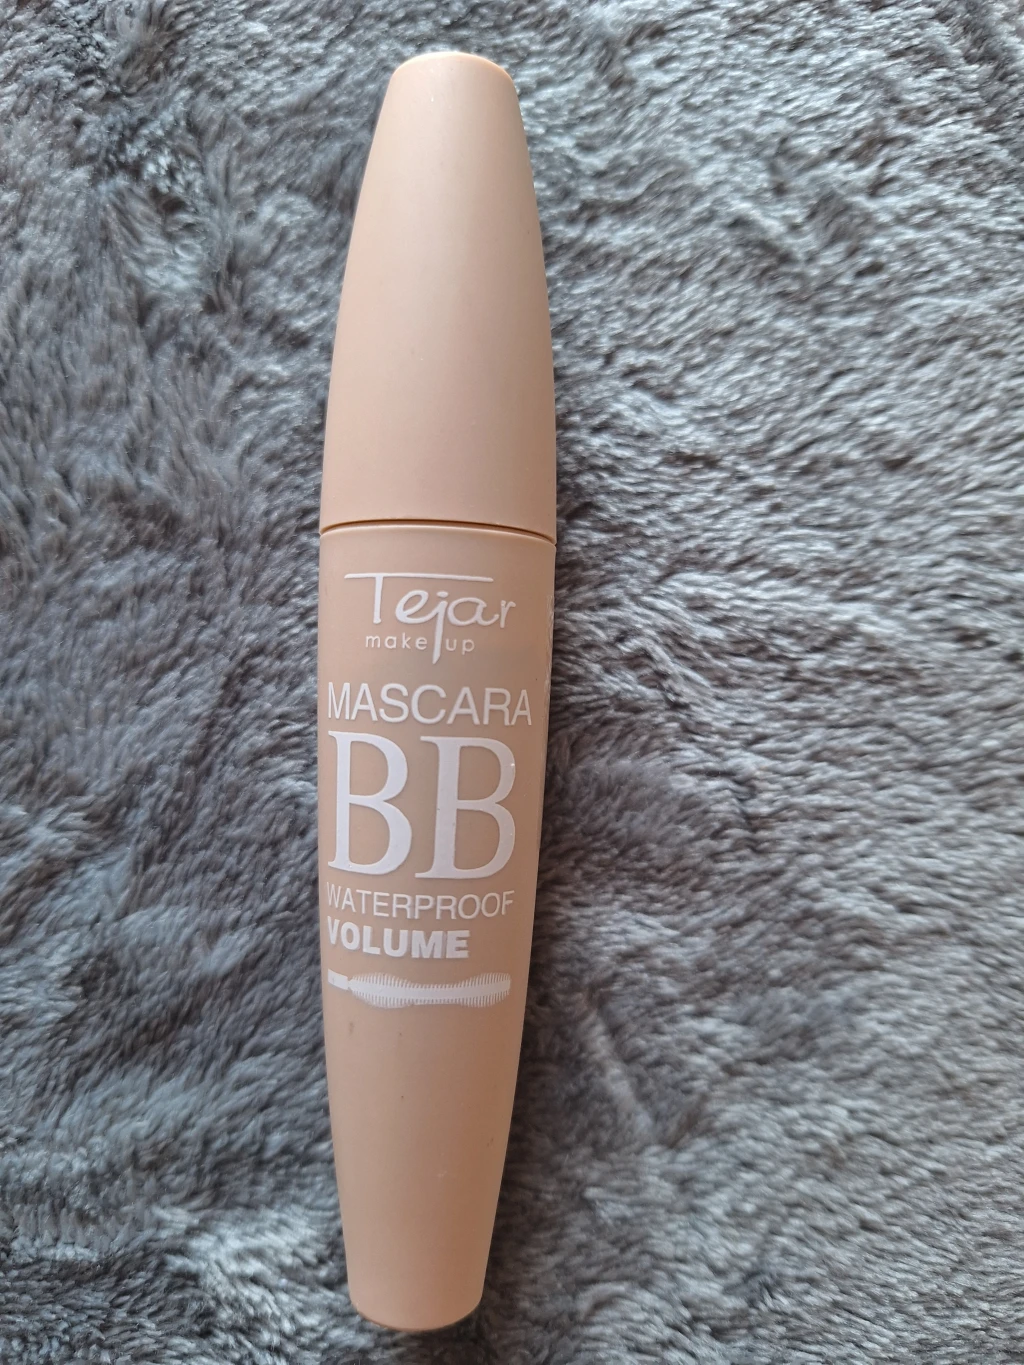 Tejar
make up
MASCARA
BB
WATERPROOF
VOLUME